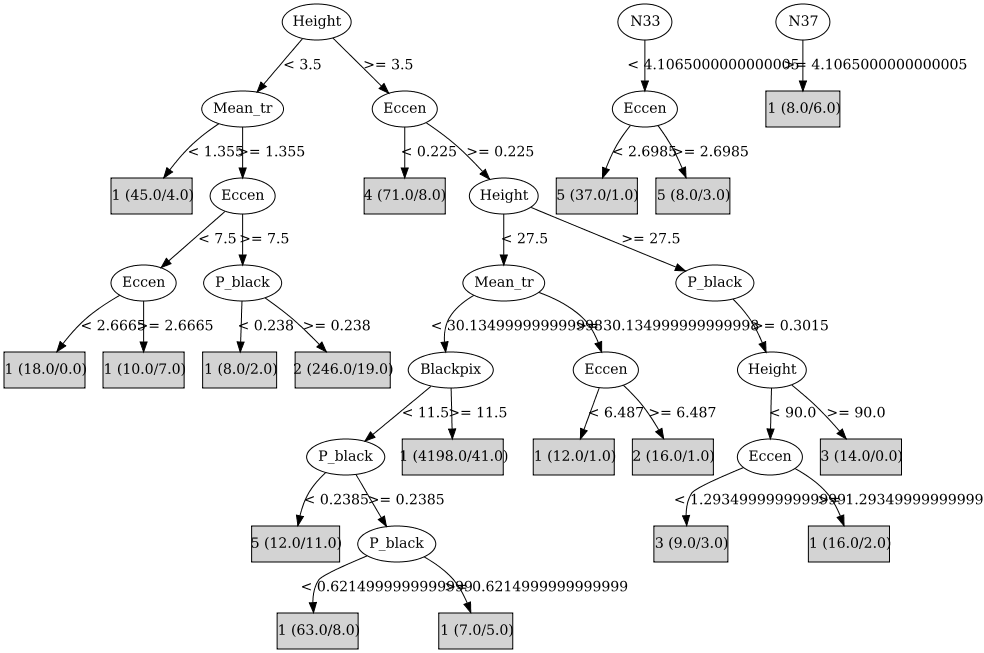 Height N33 N37
< 3.5 >= 3.5 < 4.1065000000000005 >= 4.1065000000000005
Mean_tr Eccen Eccen 1 (8.0/6.0)
< 1.355 >= 1.355 < 0.225 >= 0.225 < 2.6985 >= 2.6985
1 (45.0/4.0) Eccen 4 (71.0/8.0) Height 5 (37.0/1.0) 5 (8.0/3.0)
< 7.5 >= 7.5 < 27.5 >= 27.5
Eccen P_black Mean_tr P_black
< 2.6665 >= 2.6665 < 0.238 >= 0.238 < 30.134999999999998 >= 30.134999999999998 >= 0.3015
1 (18.0/0.0) 1 (10.0/7.0) 1 (8.0/2.0) 2 (246.0/19.0) Blackpix Eccen Height
< 11.5 >= 11.5 < 6.487 >= 6.487 < 90.0 >= 90.0
P_black 1 (4198.0/41.0) 1 (12.0/1.0) 2 (16.0/1.0) Eccen 3 (14.0/0.0)
< 0.2385 >= 0.2385 < 1.2934999999999999 >= 1.2934999999999999
5 (12.0/11.0) P_black 3 (9.0/3.0) 1 (16.0/2.0)
< 0.6214999999999999 >= 0.6214999999999999
1 (63.0/8.0) 1 (7.0/5.0)